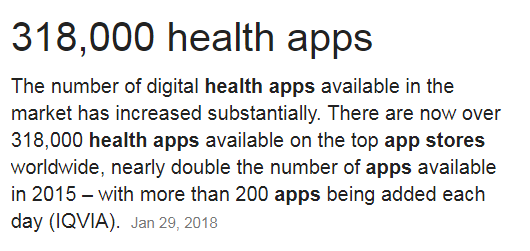 318,000 health apps
The number of digital health apps available in the
market has increased substantially. There are now over
318,000 health apps available on the top app stores
worldwide, nearly double the number of apps available
in 2015 – with more than 200 apps being added each
day (IQVIA). Jan 29, 2018